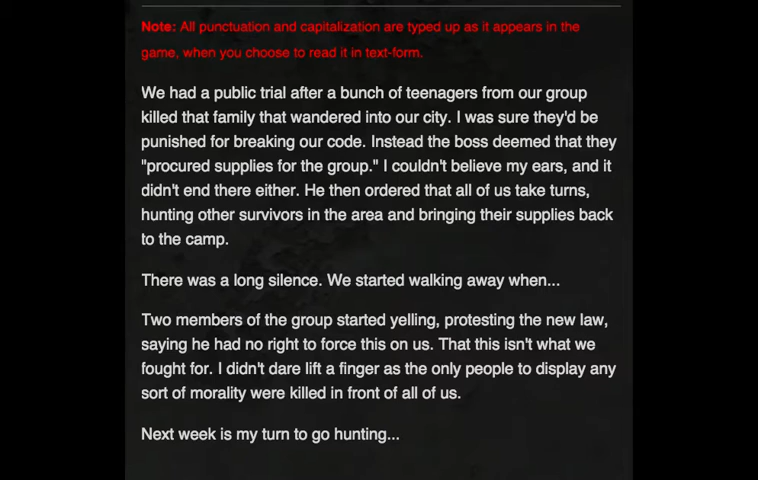 Note: All punctuation and capitalization are typed up as it appears in the
game, when you choose to read it in text-form.
We had a public trial after a bunch of teenagers from our group
killed that family that wandered into our city. I was sure they'd be
punished for breaking our code. Instead the boss deemed that they
"procured supplies for the group." I couldn't believe my ears, and it
didn't end there either. He then ordered that all of us take turns,
hunting other survivors in the area and bringing their supplies back
to the camp.
There was a long silence. We started walking away when...
Two members of the group started yelling, protesting the new law,
saying he had no right to force this on us. That this isn't what we
fought for. I didn't dare lift a finger as the only people to display any
sort of morality were killed in front of all of us.
Next week is my turn to go hunting...